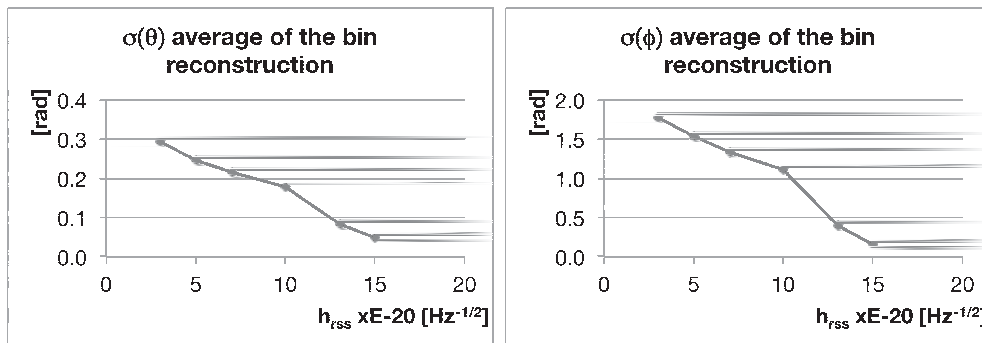 σ(θ) average of the bin
reconstruction
[rad]
0.4
0.3
0.2
0.1
0.0
0 5 10 15 20
hrss xE-20 [Hz-1/2]
σ(ϕ) average of the bin
reconstruction
[rad]
2.0
1.5
1.0
0.5
0.0
0 5 10 15 20
hrss xE-20 [Hz-1/2]